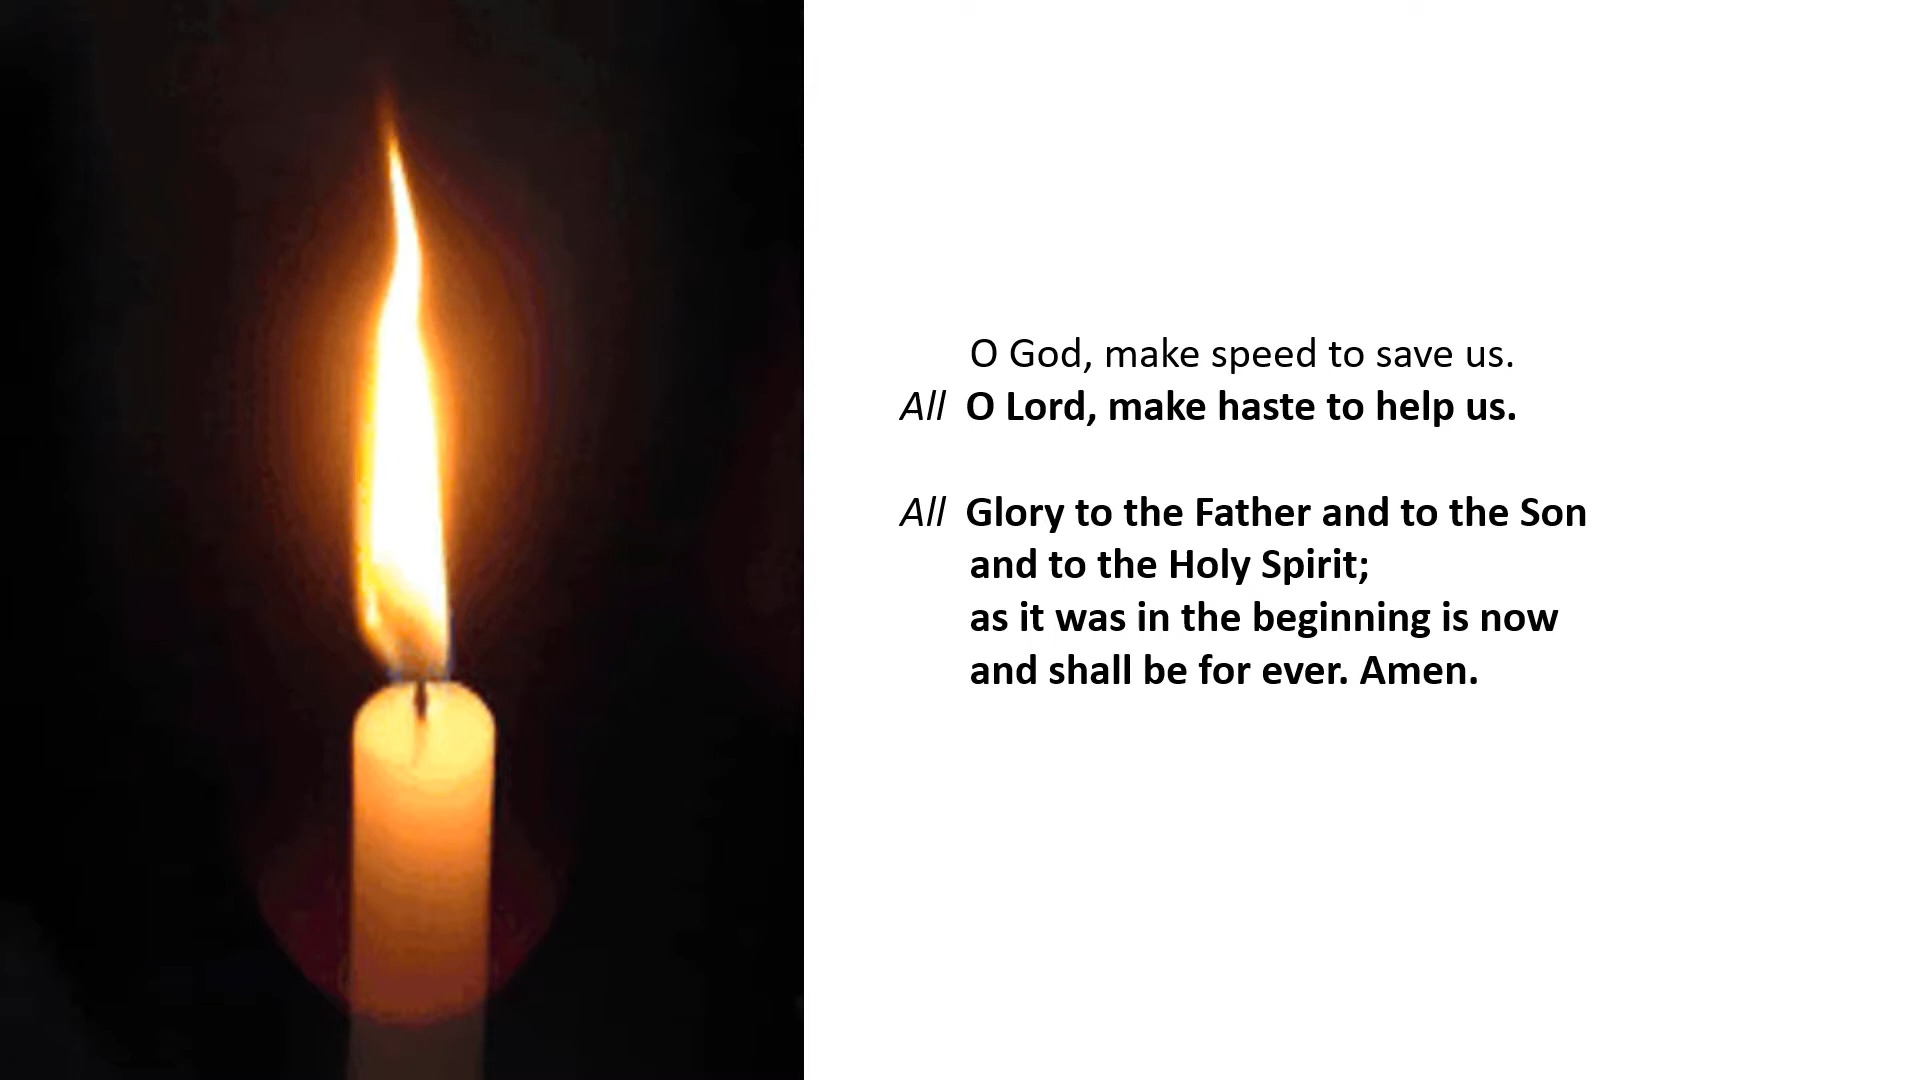 O God, make speed to save us.
All O Lord, make haste to help us.
All Glory to the Father and to the Son
and to the Holy Spirit;
as it was in the beginning is now
and shall be for ever. Amen.